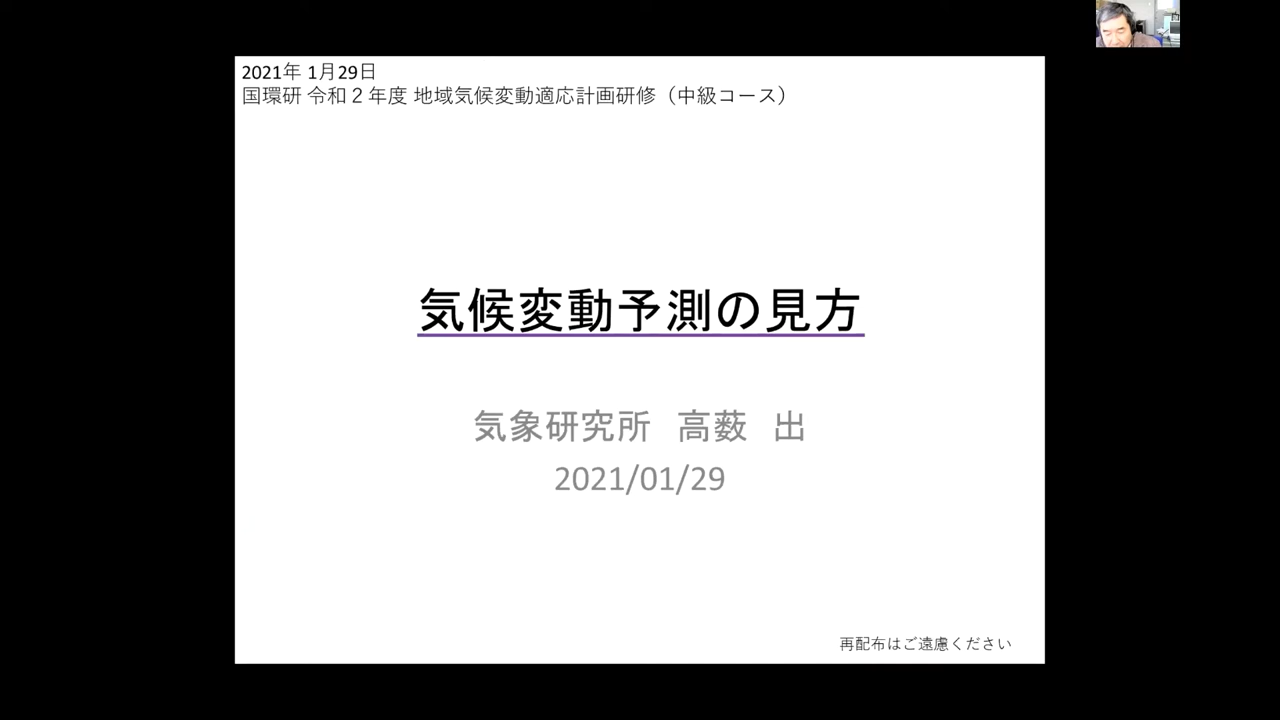 2021年 1月29日
国環研 令和２年度 地域気候変動適応計画研修（中級コース）
気候変動予測の見方
気象研究所　高薮　出
2021/01/29
再配布はご遠慮ください